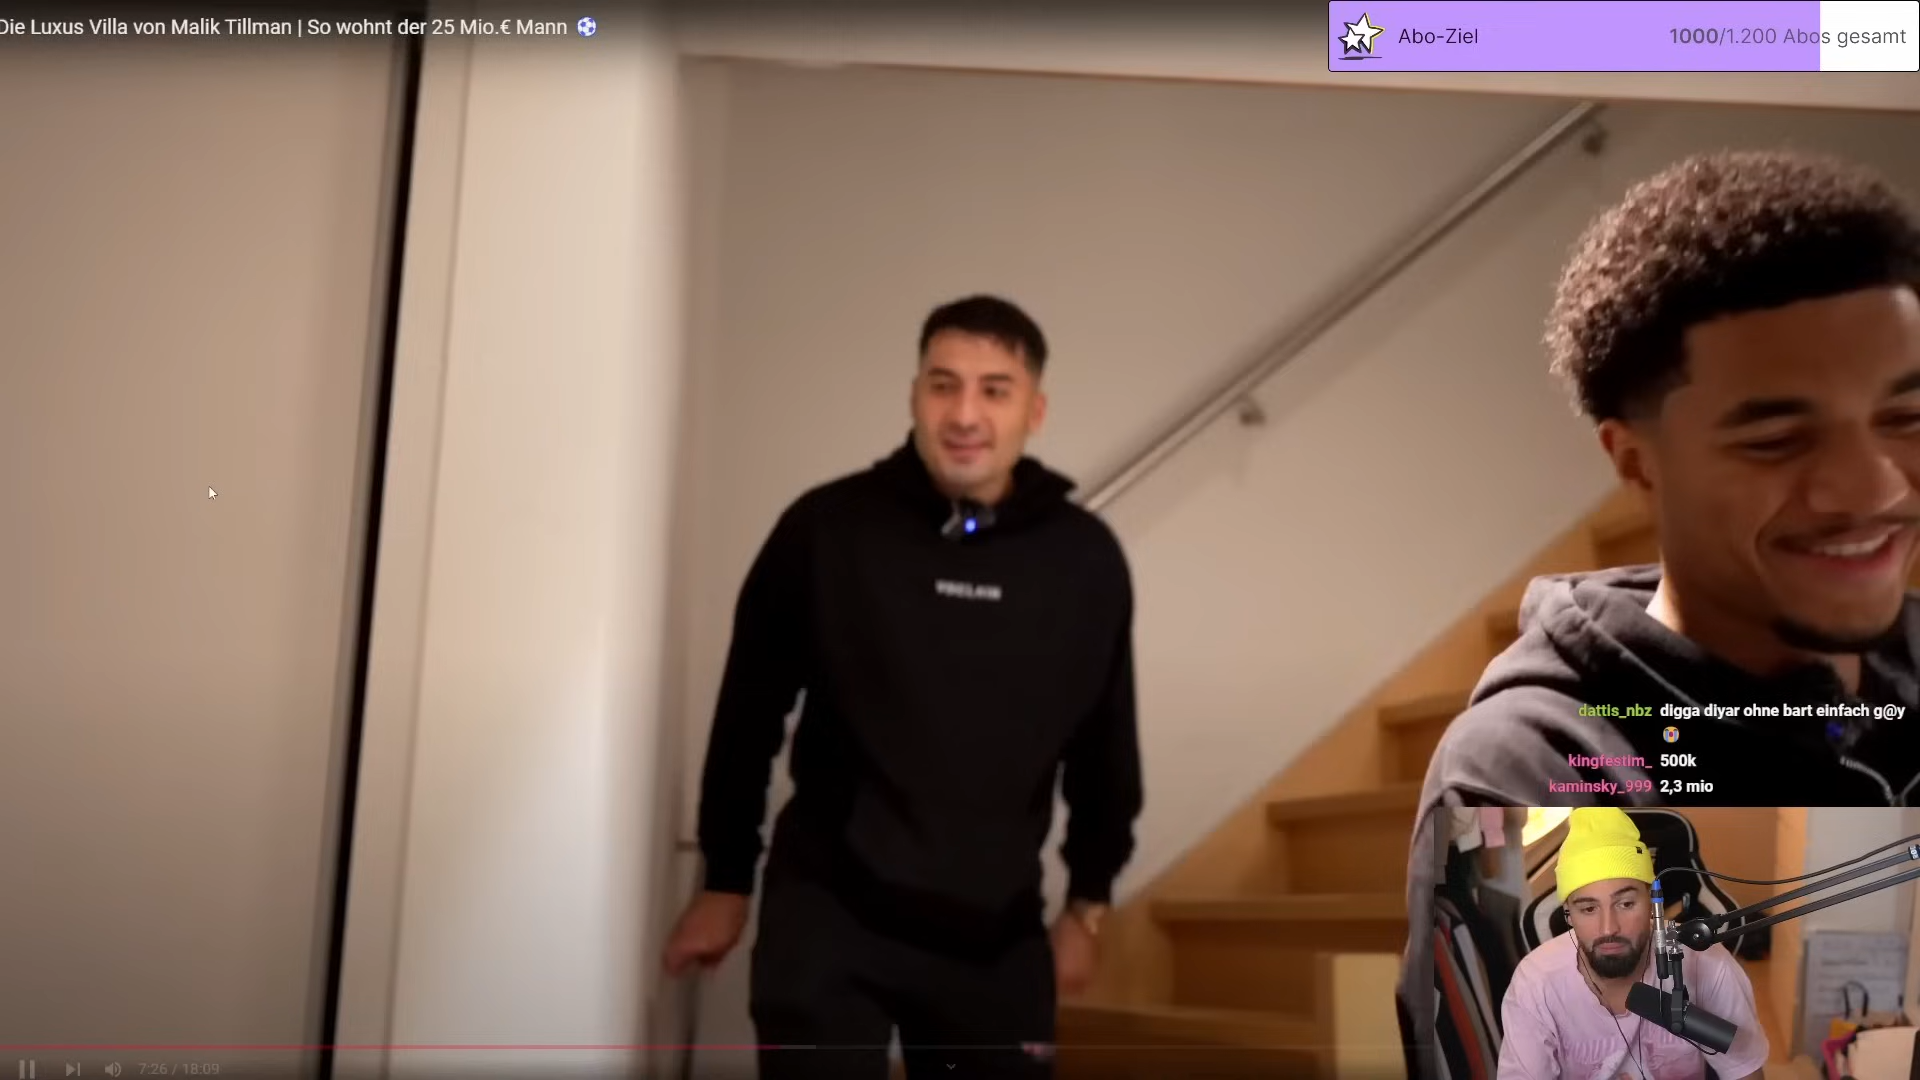 Die Luxus Villa von Malik Tillman | So wohnt der 25 Mio.€ Mann ⚽
Abo-Ziel
1000/1.200 Abos gesamt
dattis_nbz digga diyar ohne bart einfach g@y
😭
kingfestim_ 500k
kaminsky_999 2,3 mio
7:26 / 18:09